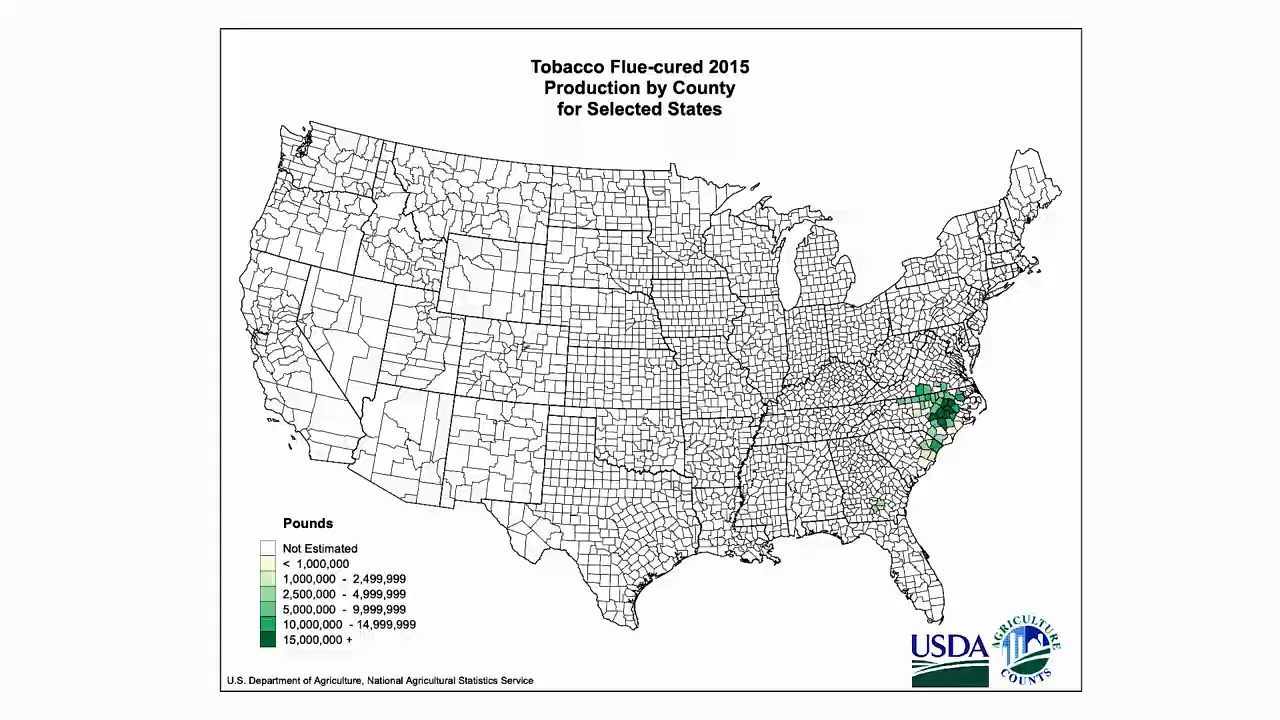 Tobacco Flue-cured 2015
Production by County
for Selected States
Pounds
Not Estimated
< 1,000,000
1,000,000 - 2,499,999
2,500,000 - 4,999,999
5,000,000 - 9,999,999
10,000,000 - 14,999,999
15,000,000 +
U.S. Department of Agriculture, National Agricultural Statistics Service
USDA
AGRICULTURE
COUNTS